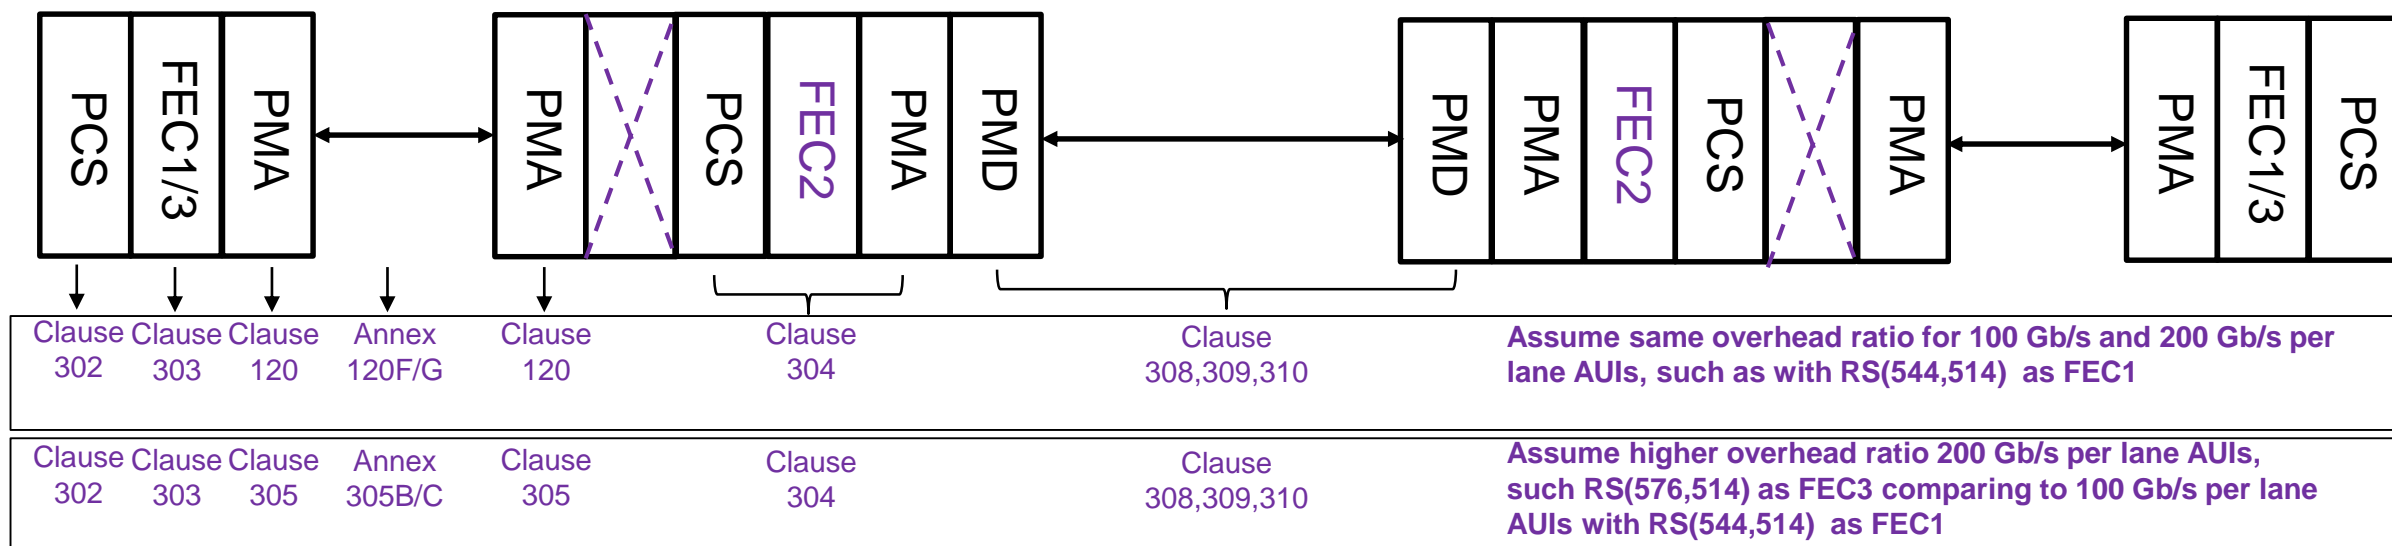 PCS
FEC1/3
PMA
PMA
PCS
FEC2
PMA
PMD
PMD
PMA
FEC2
PCS
PMA
PMA
FEC1/3
PCS
Clause 302
Clause 303
Clause 120
Annex 120F/G
Clause 120
Clause 304
Clause 308,309,310
Assume same overhead ratio for 100 Gb/s and 200 Gb/s per
lane AUIs, such as with RS(544,514) as FEC1
Clause 302
Clause 303
Clause 305
Annex 305B/C
Clause 305
Clause 304
Clause 308,309,310
Assume higher overhead ratio 200 Gb/s per lane AUIs,
such RS(576,514) as FEC3 comparing to 100 Gb/s per lane
AUIs with RS(544,514) as FEC1